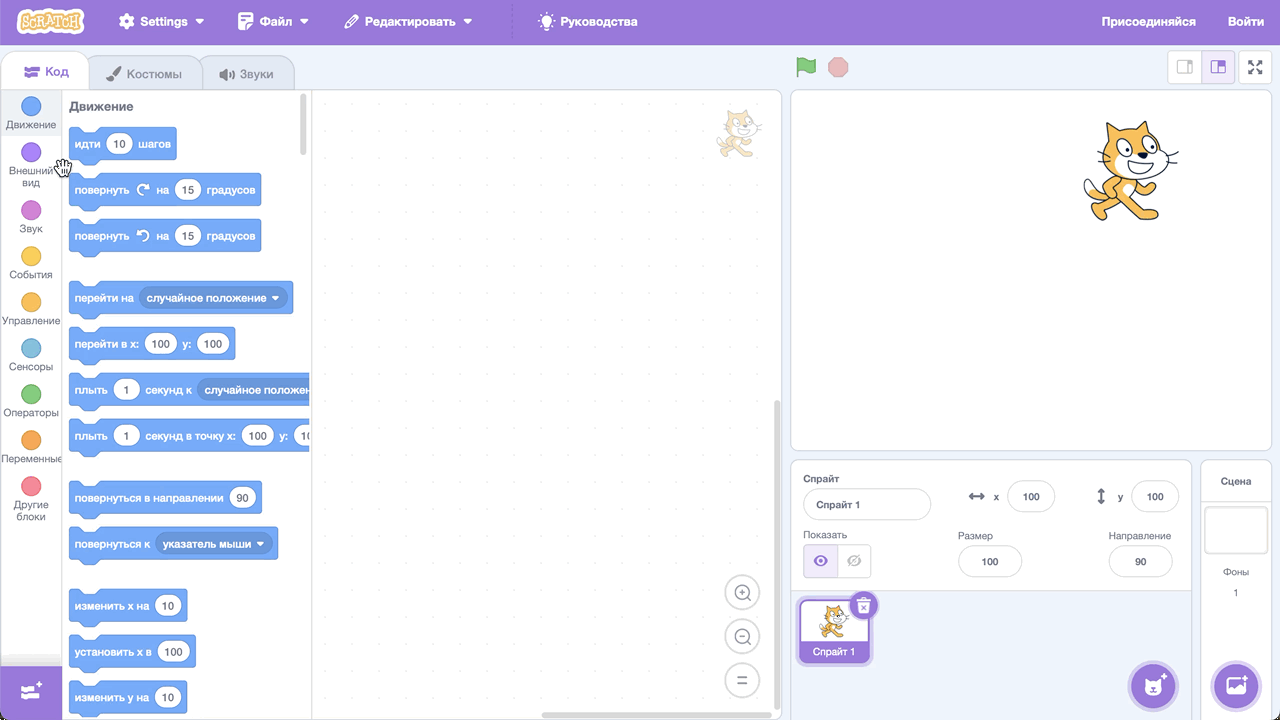 SCRATCH
Settings
Файл
Редактировать
Руководства
Присоединяйся
Войти
Код
Костюмы
Звуки
Движение
Внешний
вид
Звук
События
Управление
Сенсоры
Операторы
Переменные
Другие
блоки
Движение
идти 10 шагов
повернуть на 15 градусов
повернуть на 15 градусов
перейти на случайное положение
перейти в x: 100 y: 100
плыть 1 секунд к случайное
плыть 1 секунд в точку x: 100 y:
повернуться в направлении 90
повернуться к указатель мыши
изменить x на 10
установить x в 100
изменить y на 10
=
Спрайт
Спрайт 1
x 100
y 100
Показать
Размер
100
Направление
90
Спрайт 1
Сцена
Фоны
1